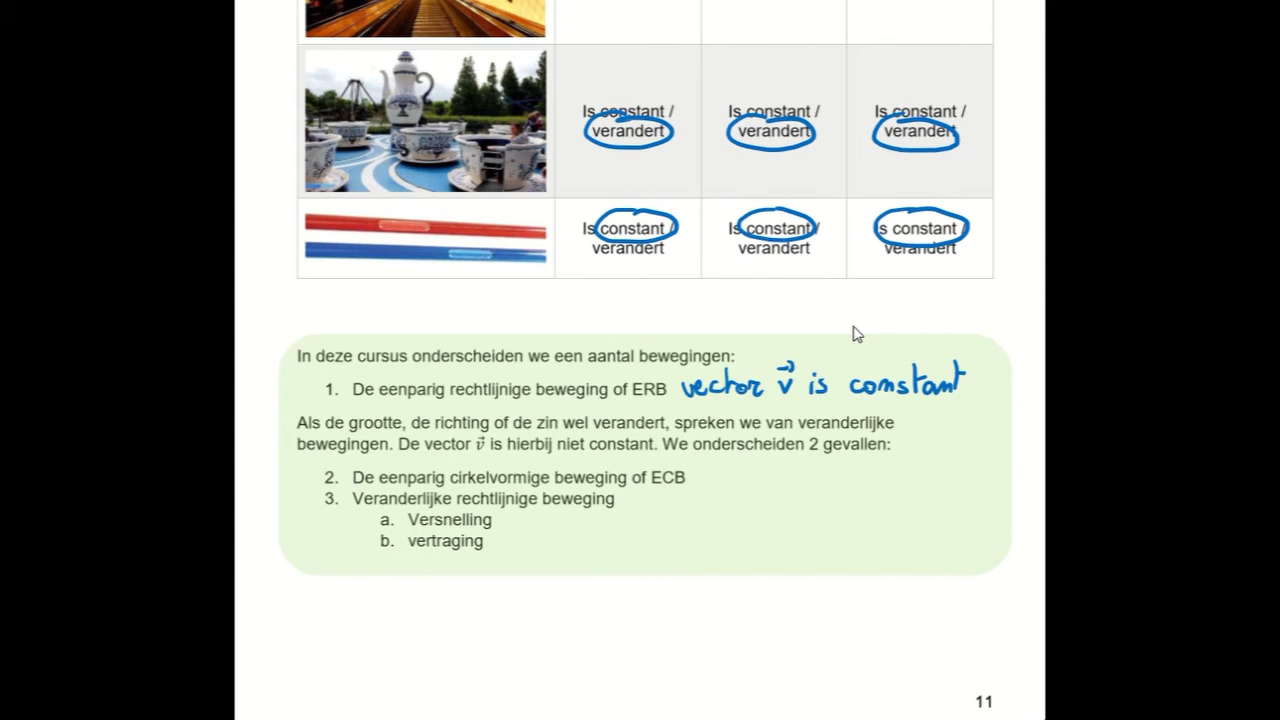 Is constant / verandert
Is constant / verandert
Is constant / verandert
Is constant / verandert
Is constant / verandert
Is constant / verandert
In deze cursus onderscheiden we een aantal bewegingen:
1. De eenparig rechtlijnige beweging of ERB vector v⃗ is constant
Als de grootte, de richting of de zin wel verandert, spreken we van veranderlijke
bewegingen. De vector v⃗ is hierbij niet constant. We onderscheiden 2 gevallen:
2. De eenparig cirkelvormige beweging of ECB
3. Veranderlijke rechtlijnige beweging
a. Versnelling
b. vertraging
11